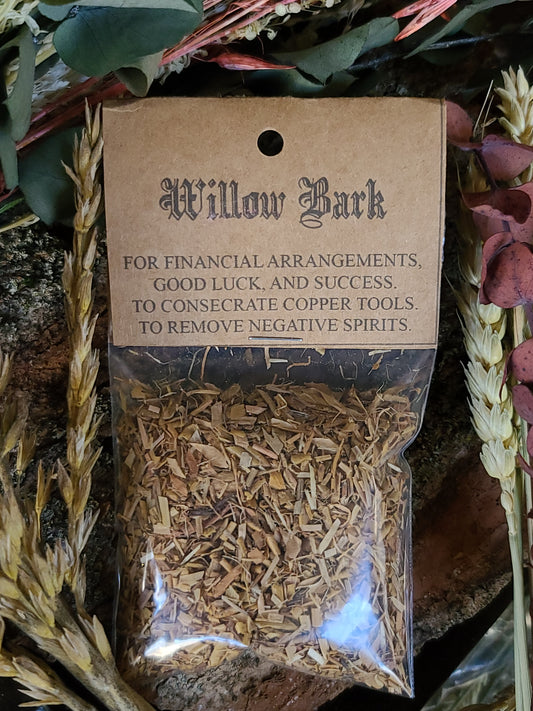 Willow Bark
FOR FINANCIAL ARRANGEMENTS,
GOOD LUCK, AND SUCCESS.
TO CONSECRATE COPPER TOOLS.
TO REMOVE NEGATIVE SPIRITS.